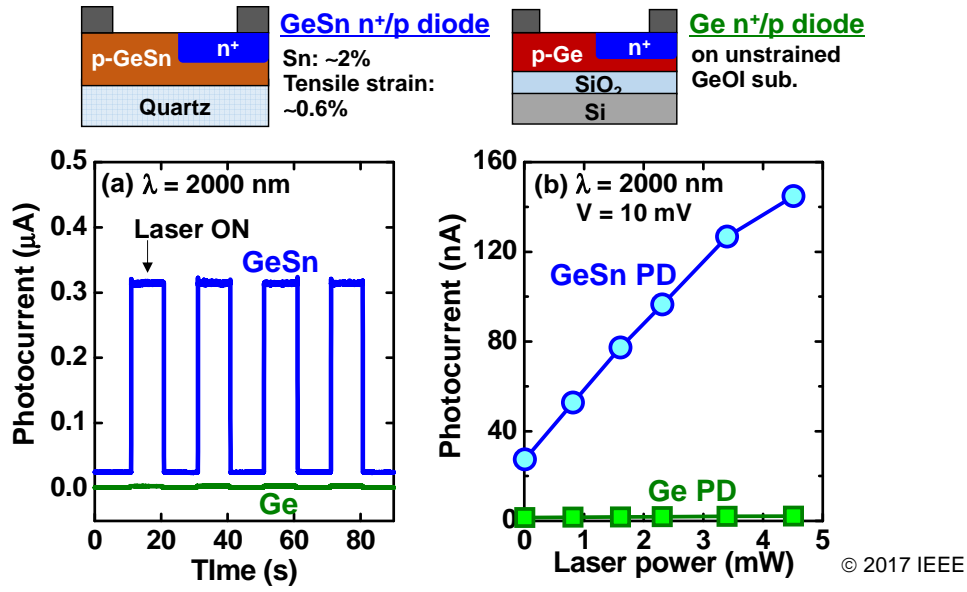 GeSn n⁺/p diode
Sn: ~2%
Tensile strain:
~0.6%
p-GeSn
n⁺
Quartz
Ge n⁺/p diode
on unstrained
GeOI sub.
p-Ge
n⁺
SiO₂
Si
(a) λ = 2000 nm
Laser ON
GeSn
Ge
Photocurrent (μA)
0.5
0.4
0.3
0.2
0.1
0.0
0 20 40 60 80
TIme (s)
(b) λ = 2000 nm
V = 10 mV
GeSn PD
Ge PD
Photocurrent (nA)
160
120
80
40
0
0 1 2 3 4 5
Laser power (mW)
© 2017 IEEE